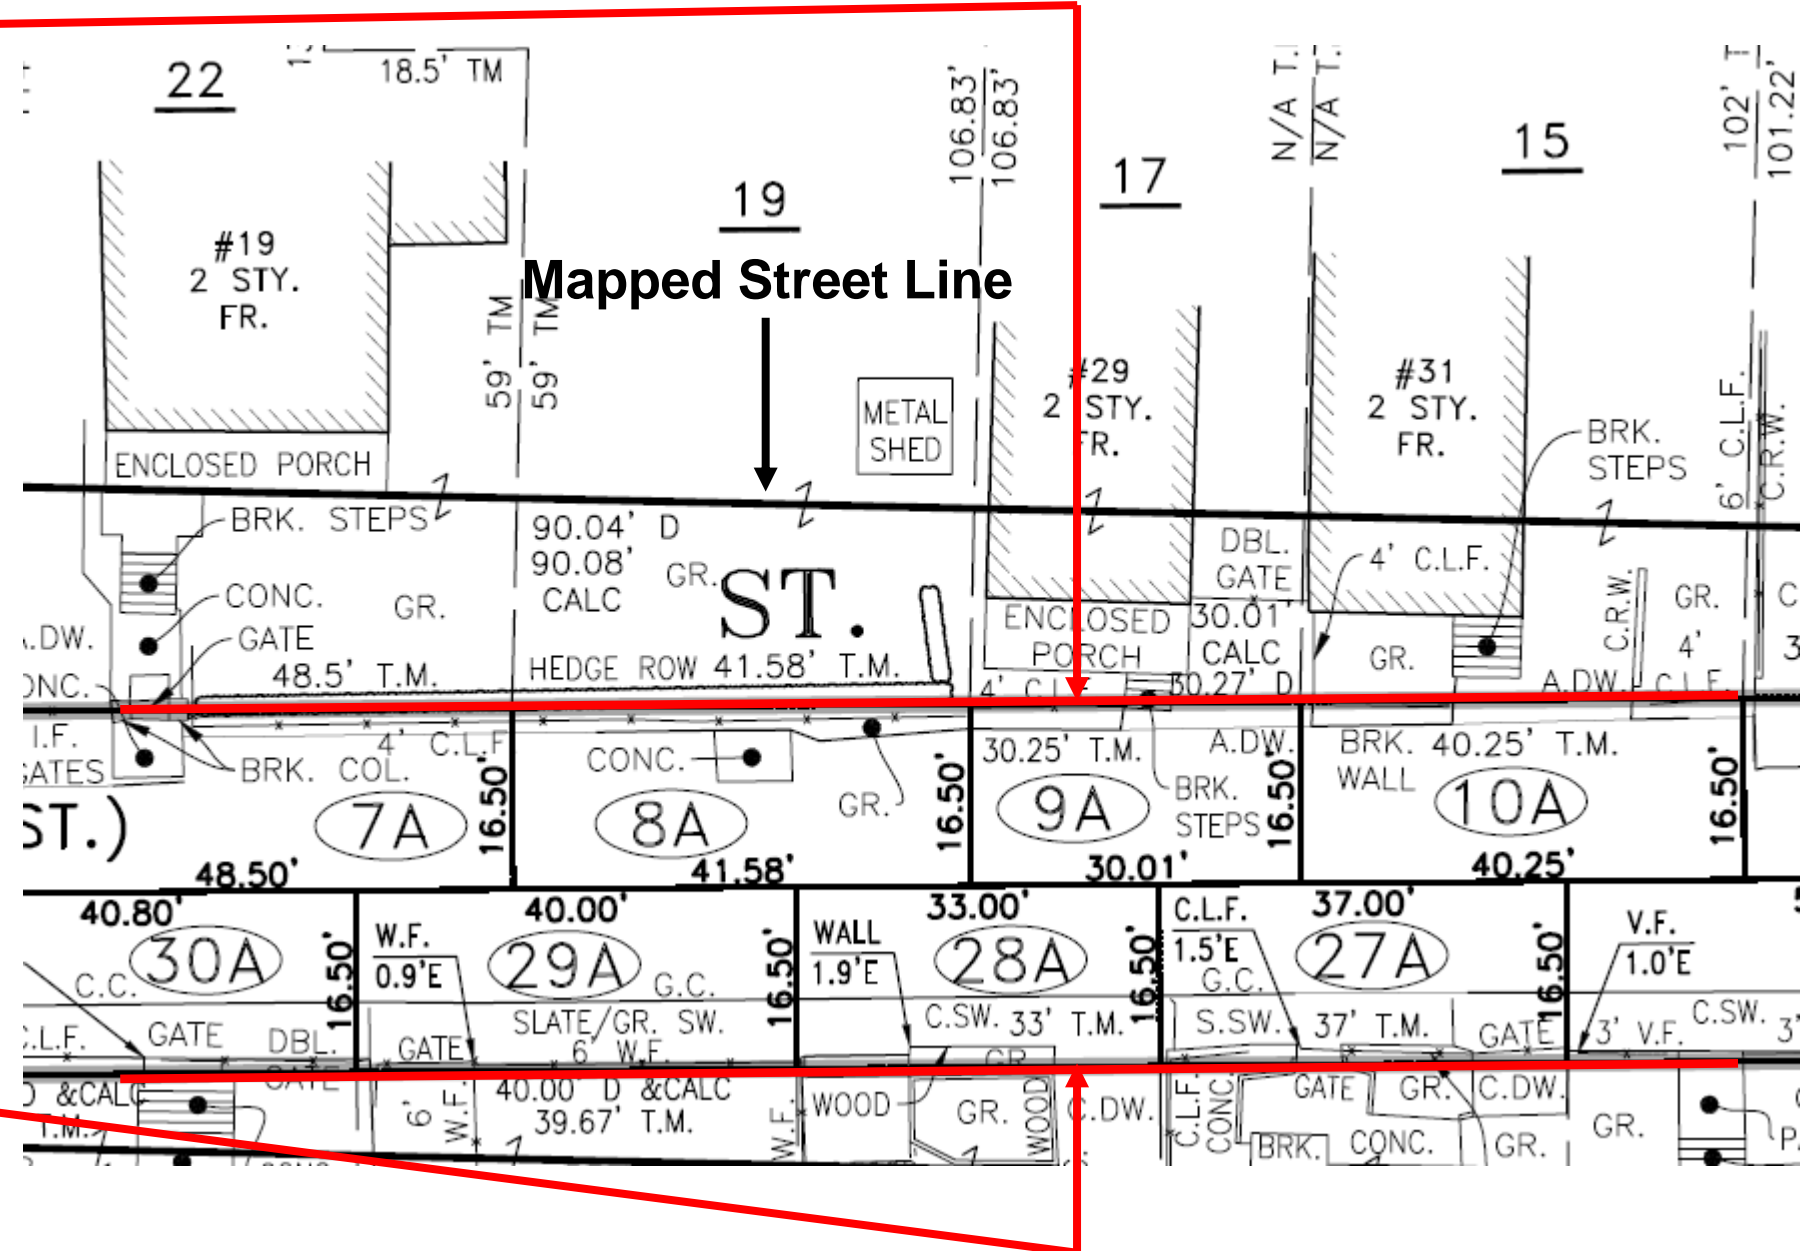 22
18.5' TM
106.83'
106.83'
N/A T.
N/A T.
102' T
101.22'
15
17
19
#19
2 STY.
FR.
Mapped Street Line
59' TM
59' TM
METAL
SHED
#29
2 STY.
FR.
#31
2 STY.
FR.
BRK.
STEPS
6' C.L.F.
C.R.W.
ENCLOSED PORCH
BRK. STEPS
90.04' D
90.08'
CALC
GR.
ST.
DBL.
GATE
4' C.L.F.
CONC.
GR.
GATE
ENCLOSED
PORCH
30.01'
CALC
GR.
C.R.W.
GR.
4'
A.DW.
48.5' T.M.
HEDGE ROW 41.58' T.M.
4' C.L.F.
30.27' D
A.DW.
C.L.F.
I.F.
GATES
4' C.L.F
BRK. COL.
CONC.
GR.
30.25' T.M.
A.DW.
BRK.
STEPS
BRK.
WALL
40.25' T.M.
ST.)
7A
16.50'
8A
16.50'
9A
16.50'
10A
16.50'
48.50'
41.58'
30.01'
40.25'
40.80'
40.00'
33.00'
37.00'
30A
16.50'
W.F.
0.9'E
29A
G.C.
16.50'
WALL
1.9'E
28A
16.50'
C.L.F.
1.5'E
G.C.
27A
16.50'
V.F.
1.0'E
C.C.
C.L.F.
GATE
DBL.
GATE
GATE
SLATE/GR. SW.
6' W.F.
C.SW.
33' T.M.
GR.
S.SW.
37' T.M.
GATE
3' V.F.
C.SW.
3'
&CALC
T.M.
6'
W.F.
40.00' D &CALC
39.67' T.M.
W.F.
WOOD
GR.
WOOD
C.DW.
C.L.F.
CONC.
GATE
GR.
C.DW.
BRK.
CONC.
GR.
GR.